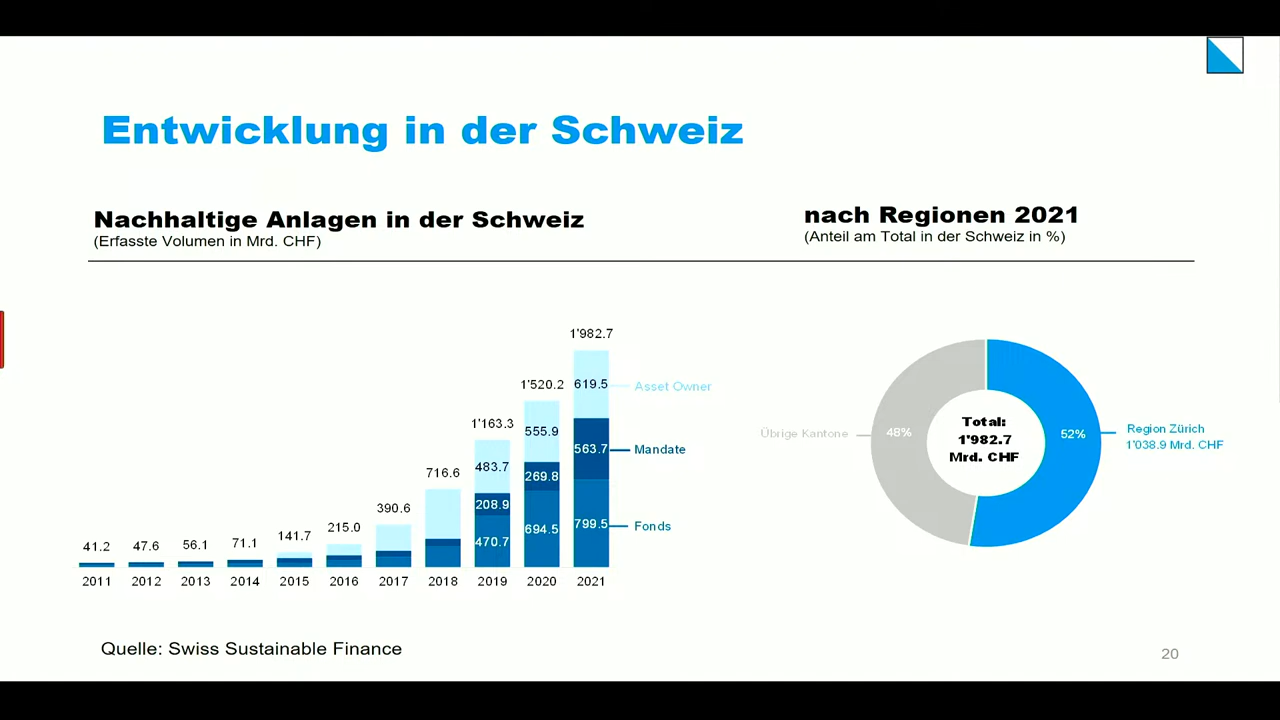 Entwicklung in der Schweiz
Nachhaltige Anlagen in der Schweiz
(Erfasste Volumen in Mrd. CHF)
nach Regionen 2021
(Anteil am Total in der Schweiz in %)
41.2
47.6
56.1
71.1
141.7
215.0
390.6
716.6
1'163.3
483.7
208.9
470.7
1'520.2
555.9
269.8
694.5
1'982.7
619.5
563.7
799.5
Asset Owner
Mandate
Fonds
2011 2012 2013 2014 2015 2016 2017 2018 2019 2020 2021
Übrige Kantone
48%
Total:
1'982.7
Mrd. CHF
52%
Region Zürich
1'038.9 Mrd. CHF
Quelle: Swiss Sustainable Finance
20